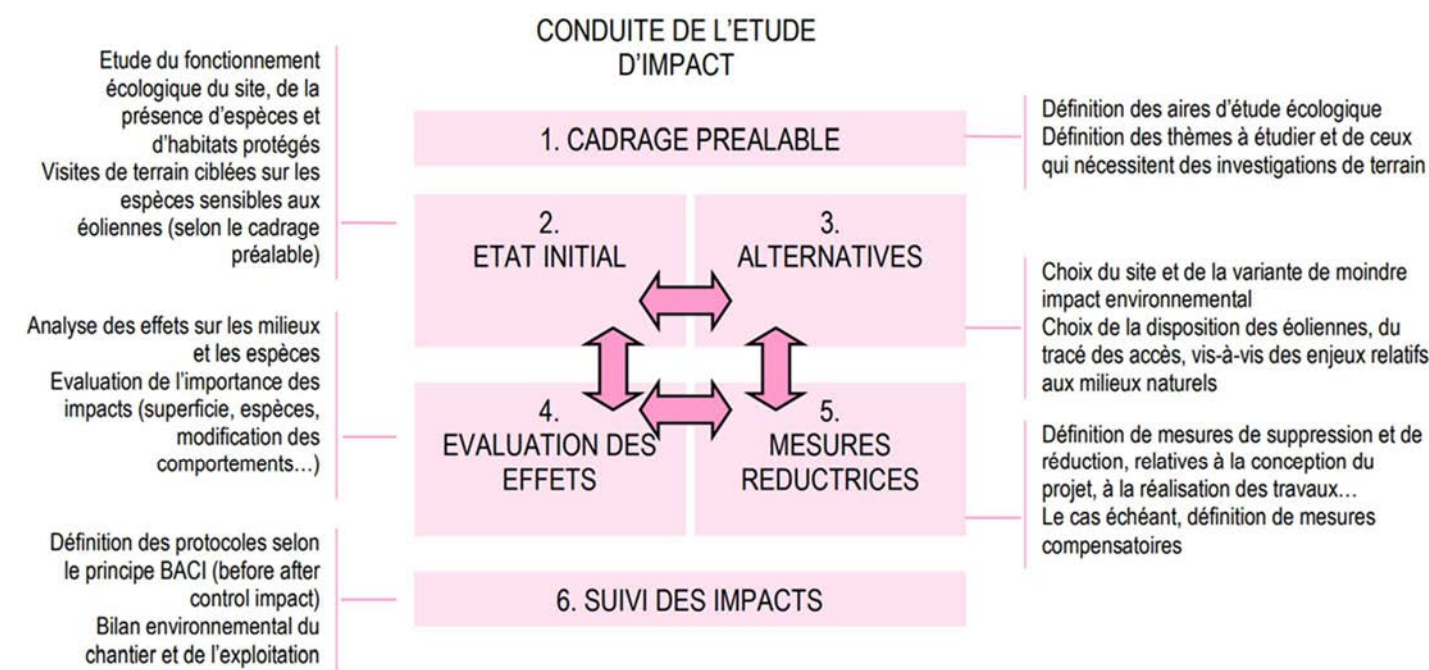 CONDUITE DE L'ETUDE
D'IMPACT
Etude du fonctionnement
écologique du site, de la
présence d'espèces et
d'habitats protégés
Visites de terrain ciblées sur les
espèces sensibles aux
éoliennes (selon le cadrage
préalable)
1. CADRAGE PREALABLE
Définition des aires d'étude écologique
Définition des thèmes à étudier et de ceux
qui nécessitent des investigations de terrain
2.
ETAT INITIAL
3.
ALTERNATIVES
Choix du site et de la variante de moindre
impact environnemental
Choix de la disposition des éoliennes, du
tracé des accès, vis-à-vis des enjeux relatifs
aux milieux naturels
Analyse des effets sur les milieux
et les espèces
Evaluation de l'importance des
impacts (superficie, espèces,
modification des
comportements…)
4.
EVALUATION DES
EFFETS
5.
MESURES
REDUCTRICES
Définition de mesures de suppression et de
réduction, relatives à la conception du
projet, à la réalisation des travaux…
Le cas échéant, définition de mesures
compensatoires
Définition des protocoles selon
le principe BACI (before after
control impact)
Bilan environnemental du
chantier et de l'exploitation
6. SUIVI DES IMPACTS